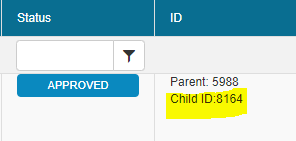 Status ID
APPROVED Parent: 5988
Child ID:8164